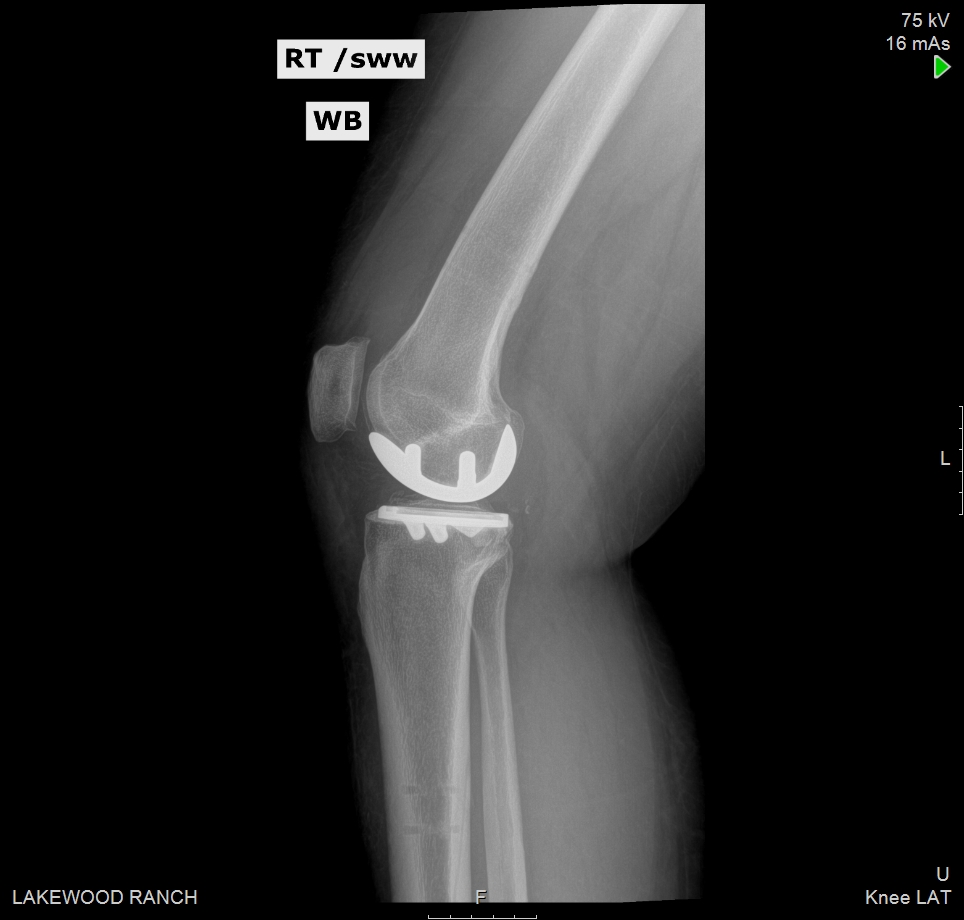 75 kV
16 mAs
RT /sww
WB
L
U
LAKEWOOD RANCH
F
Knee LAT